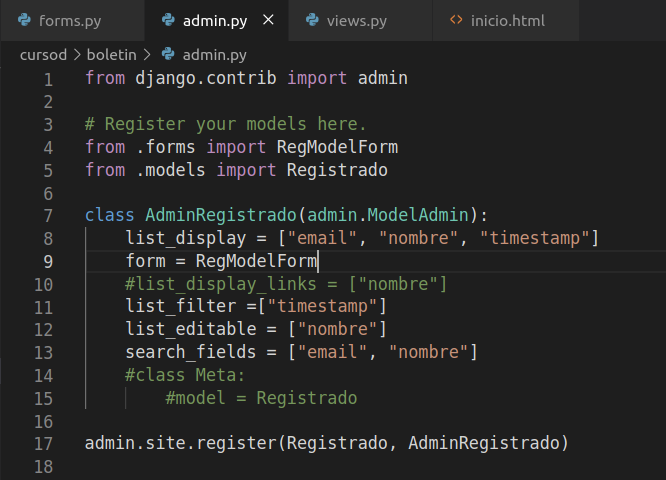 forms.py admin.py × views.py <> inicio.html
cursod > boletin > admin.py
1 from django.contrib import admin
2
3 # Register your models here.
4 from .forms import RegModelForm
5 from .models import Registrado
6
7 class AdminRegistrado(admin.ModelAdmin):
8     list_display = ["email", "nombre", "timestamp"]
9     form = RegModelForm
10     #list_display_links = ["nombre"]
11     list_filter =["timestamp"]
12     list_editable = ["nombre"]
13     search_fields = ["email", "nombre"]
14     #class Meta:
15         #model = Registrado
16
17 admin.site.register(Registrado, AdminRegistrado)
18